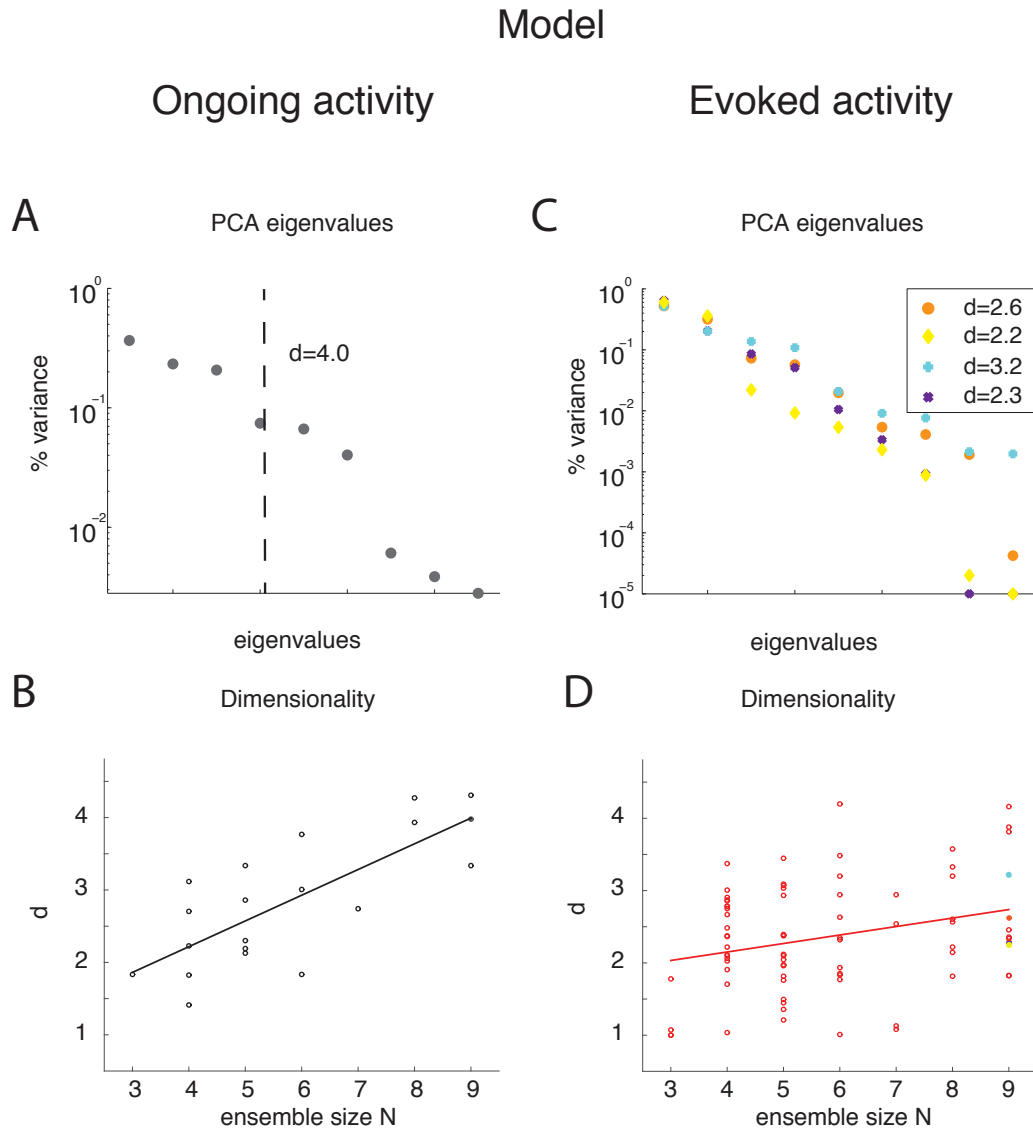 Model
Ongoing activity
Evoked activity
A
PCA eigenvalues
% variance
10^0
10^-1
10^-2
d=4.0
eigenvalues
C
PCA eigenvalues
% variance
10^0
10^-1
10^-2
10^-3
10^-4
10^-5
d=2.6
d=2.2
d=3.2
d=2.3
eigenvalues
B
Dimensionality
d
4
3
2
1
3 4 5 6 7 8 9
ensemble size N
D
Dimensionality
d
4
3
2
1
3 4 5 6 7 8 9
ensemble size N